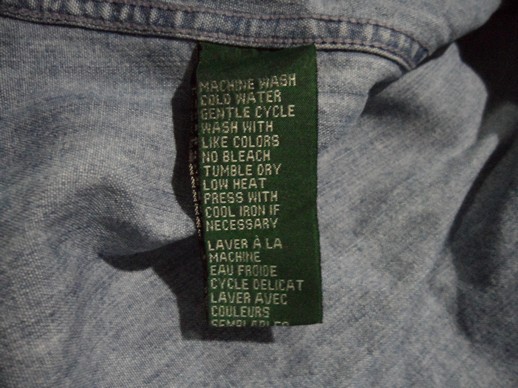 MACHINE WASH
COLD WATER
GENTLE CYCLE
WASH WITH
LIKE COLORS
NO BLEACH
TUMBLE DRY
LOW HEAT
PRESS WITH
COOL IRON IF
NECESSARY
LAVER À LA
MACHINE
EAU FROIDE
CYCLE DELICAT
LAVER AVEC
COULEURS
SEMBLABLES